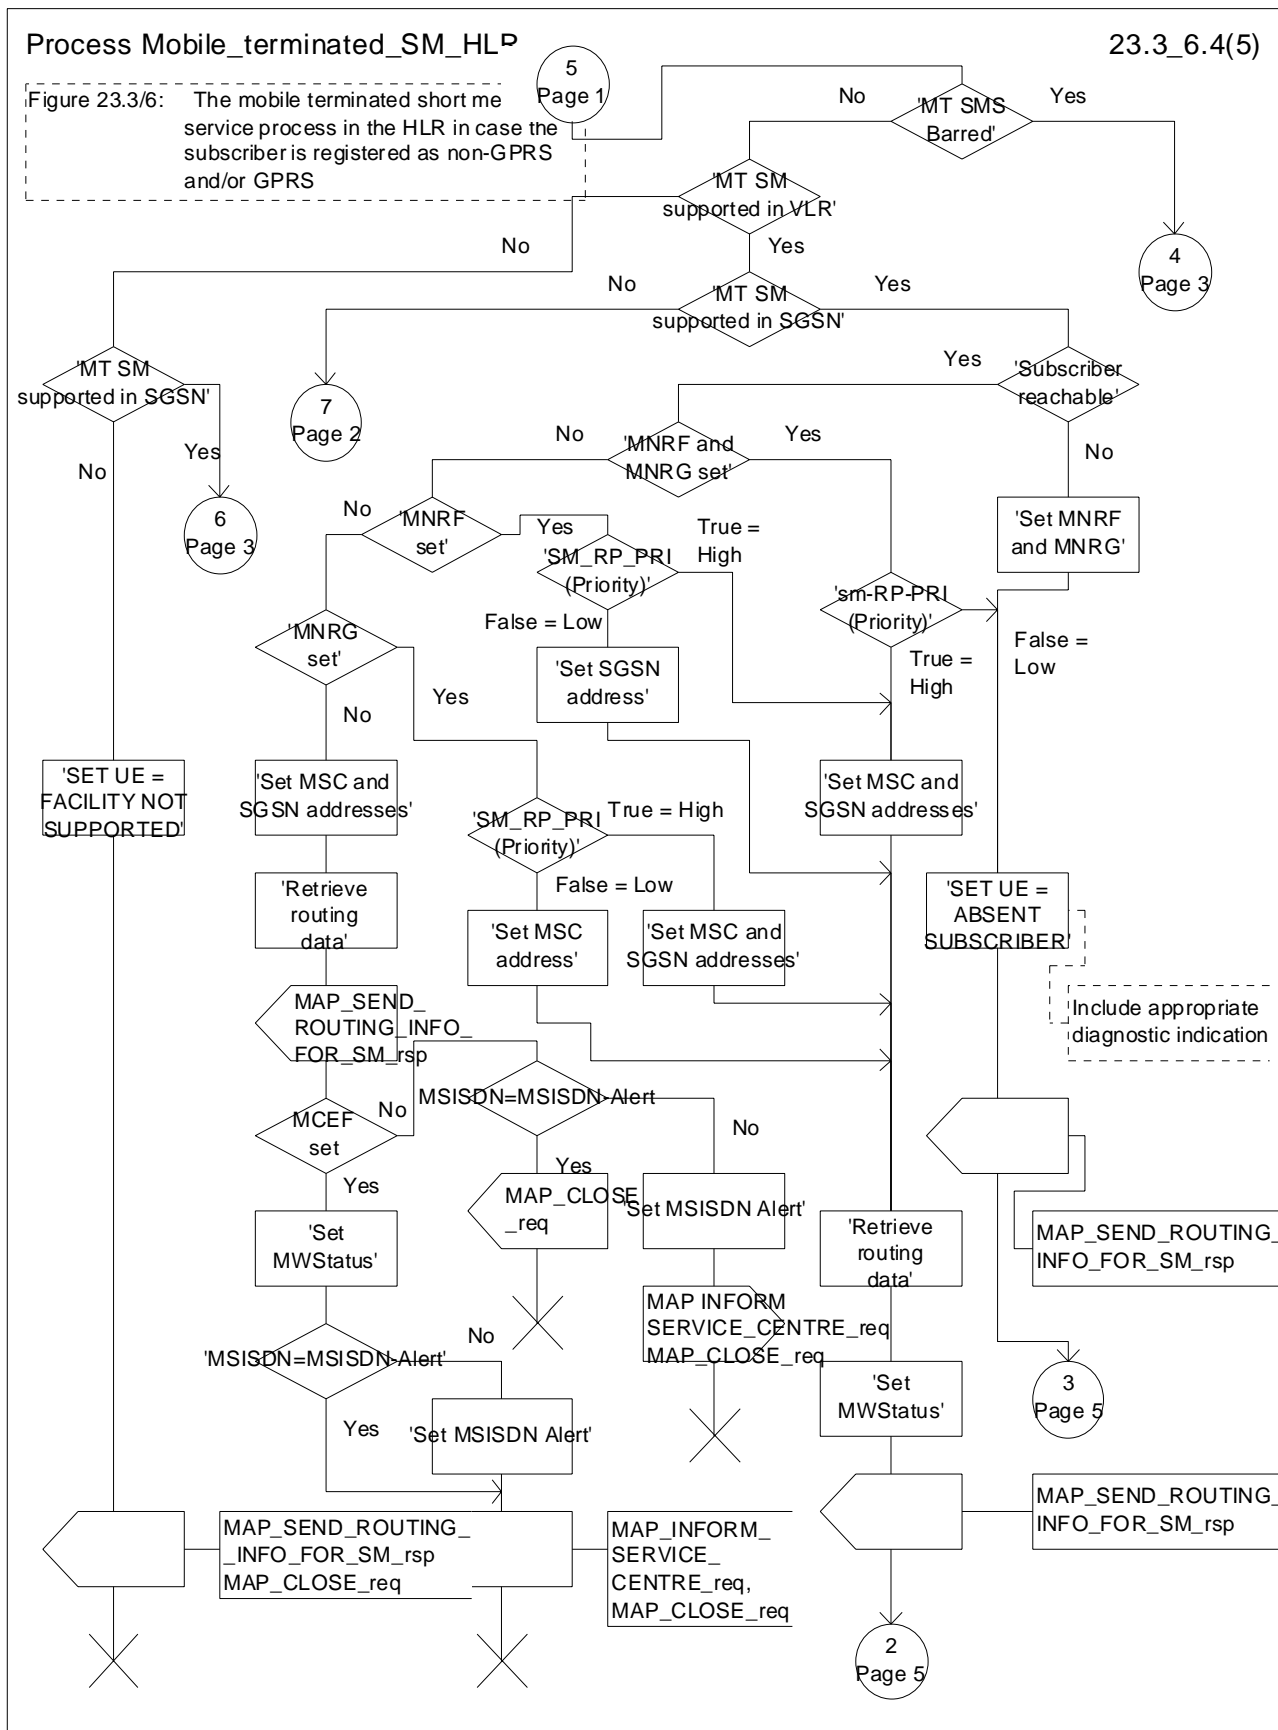 Process Mobile_terminated_SM_HLR
23.3_6.4(5)
5
Page 1
Figure 23.3/6: The mobile terminated short me
service process in the HLR in case the
subscriber is registered as non-GPRS
and/or GPRS
No
'MT SMS
Barred'
Yes
'MT SM
supported in VLR'
No
Yes
4
Page 3
No
'MT SM
supported in SGSN'
Yes
'MT SM
supported in SGSN'
7
Page 2
Yes
'Subscriber
reachable'
No
Yes
No
'MNRF and
MNRG set'
Yes
No
6
Page 3
No
'MNRF
set'
Yes
True =
High
'SM_RP_PRI
(Priority)'
'Set MNRF
and MNRG'
'sm-RP-PRI
(Priority)'
False = Low
'MNRG
set'
Yes
'Set SGSN
address'
True =
High
False =
Low
No
'SET UE =
FACILITY NOT
SUPPORTED'
'Set MSC and
SGSN addresses'
'SM_RP_PRI
(Priority)'
True = High
'Set MSC and
SGSN addresses'
False = Low
'Retrieve
routing
data'
'Set MSC
address'
'Set MSC and
SGSN addresses'
'SET UE =
ABSENT
SUBSCRIBER'
MAP_SEND_
ROUTING_INFO_
FOR_SM_rsp
Include appropriate
diagnostic indication
MCEF
set
No
MSISDN=MSISDN-Alert
No
Yes
Yes
'Set
MWStatus'
MAP_CLOSE
_req
'Set MSISDN Alert'
'Retrieve
routing
data'
MAP_SEND_ROUTING_
INFO_FOR_SM_rsp
MAP INFORM
SERVICE_CENTRE_req
MAP_CLOSE_req
'MSISDN=MSISDN-Alert'
No
Yes
'Set MSISDN Alert'
'Set
MWStatus'
3
Page 5
MAP_SEND_ROUTING_
_INFO_FOR_SM_rsp
MAP_CLOSE_req
MAP_INFORM_
SERVICE_
CENTRE_req,
MAP_CLOSE_req
MAP_SEND_ROUTING_
INFO_FOR_SM_rsp
2
Page 5